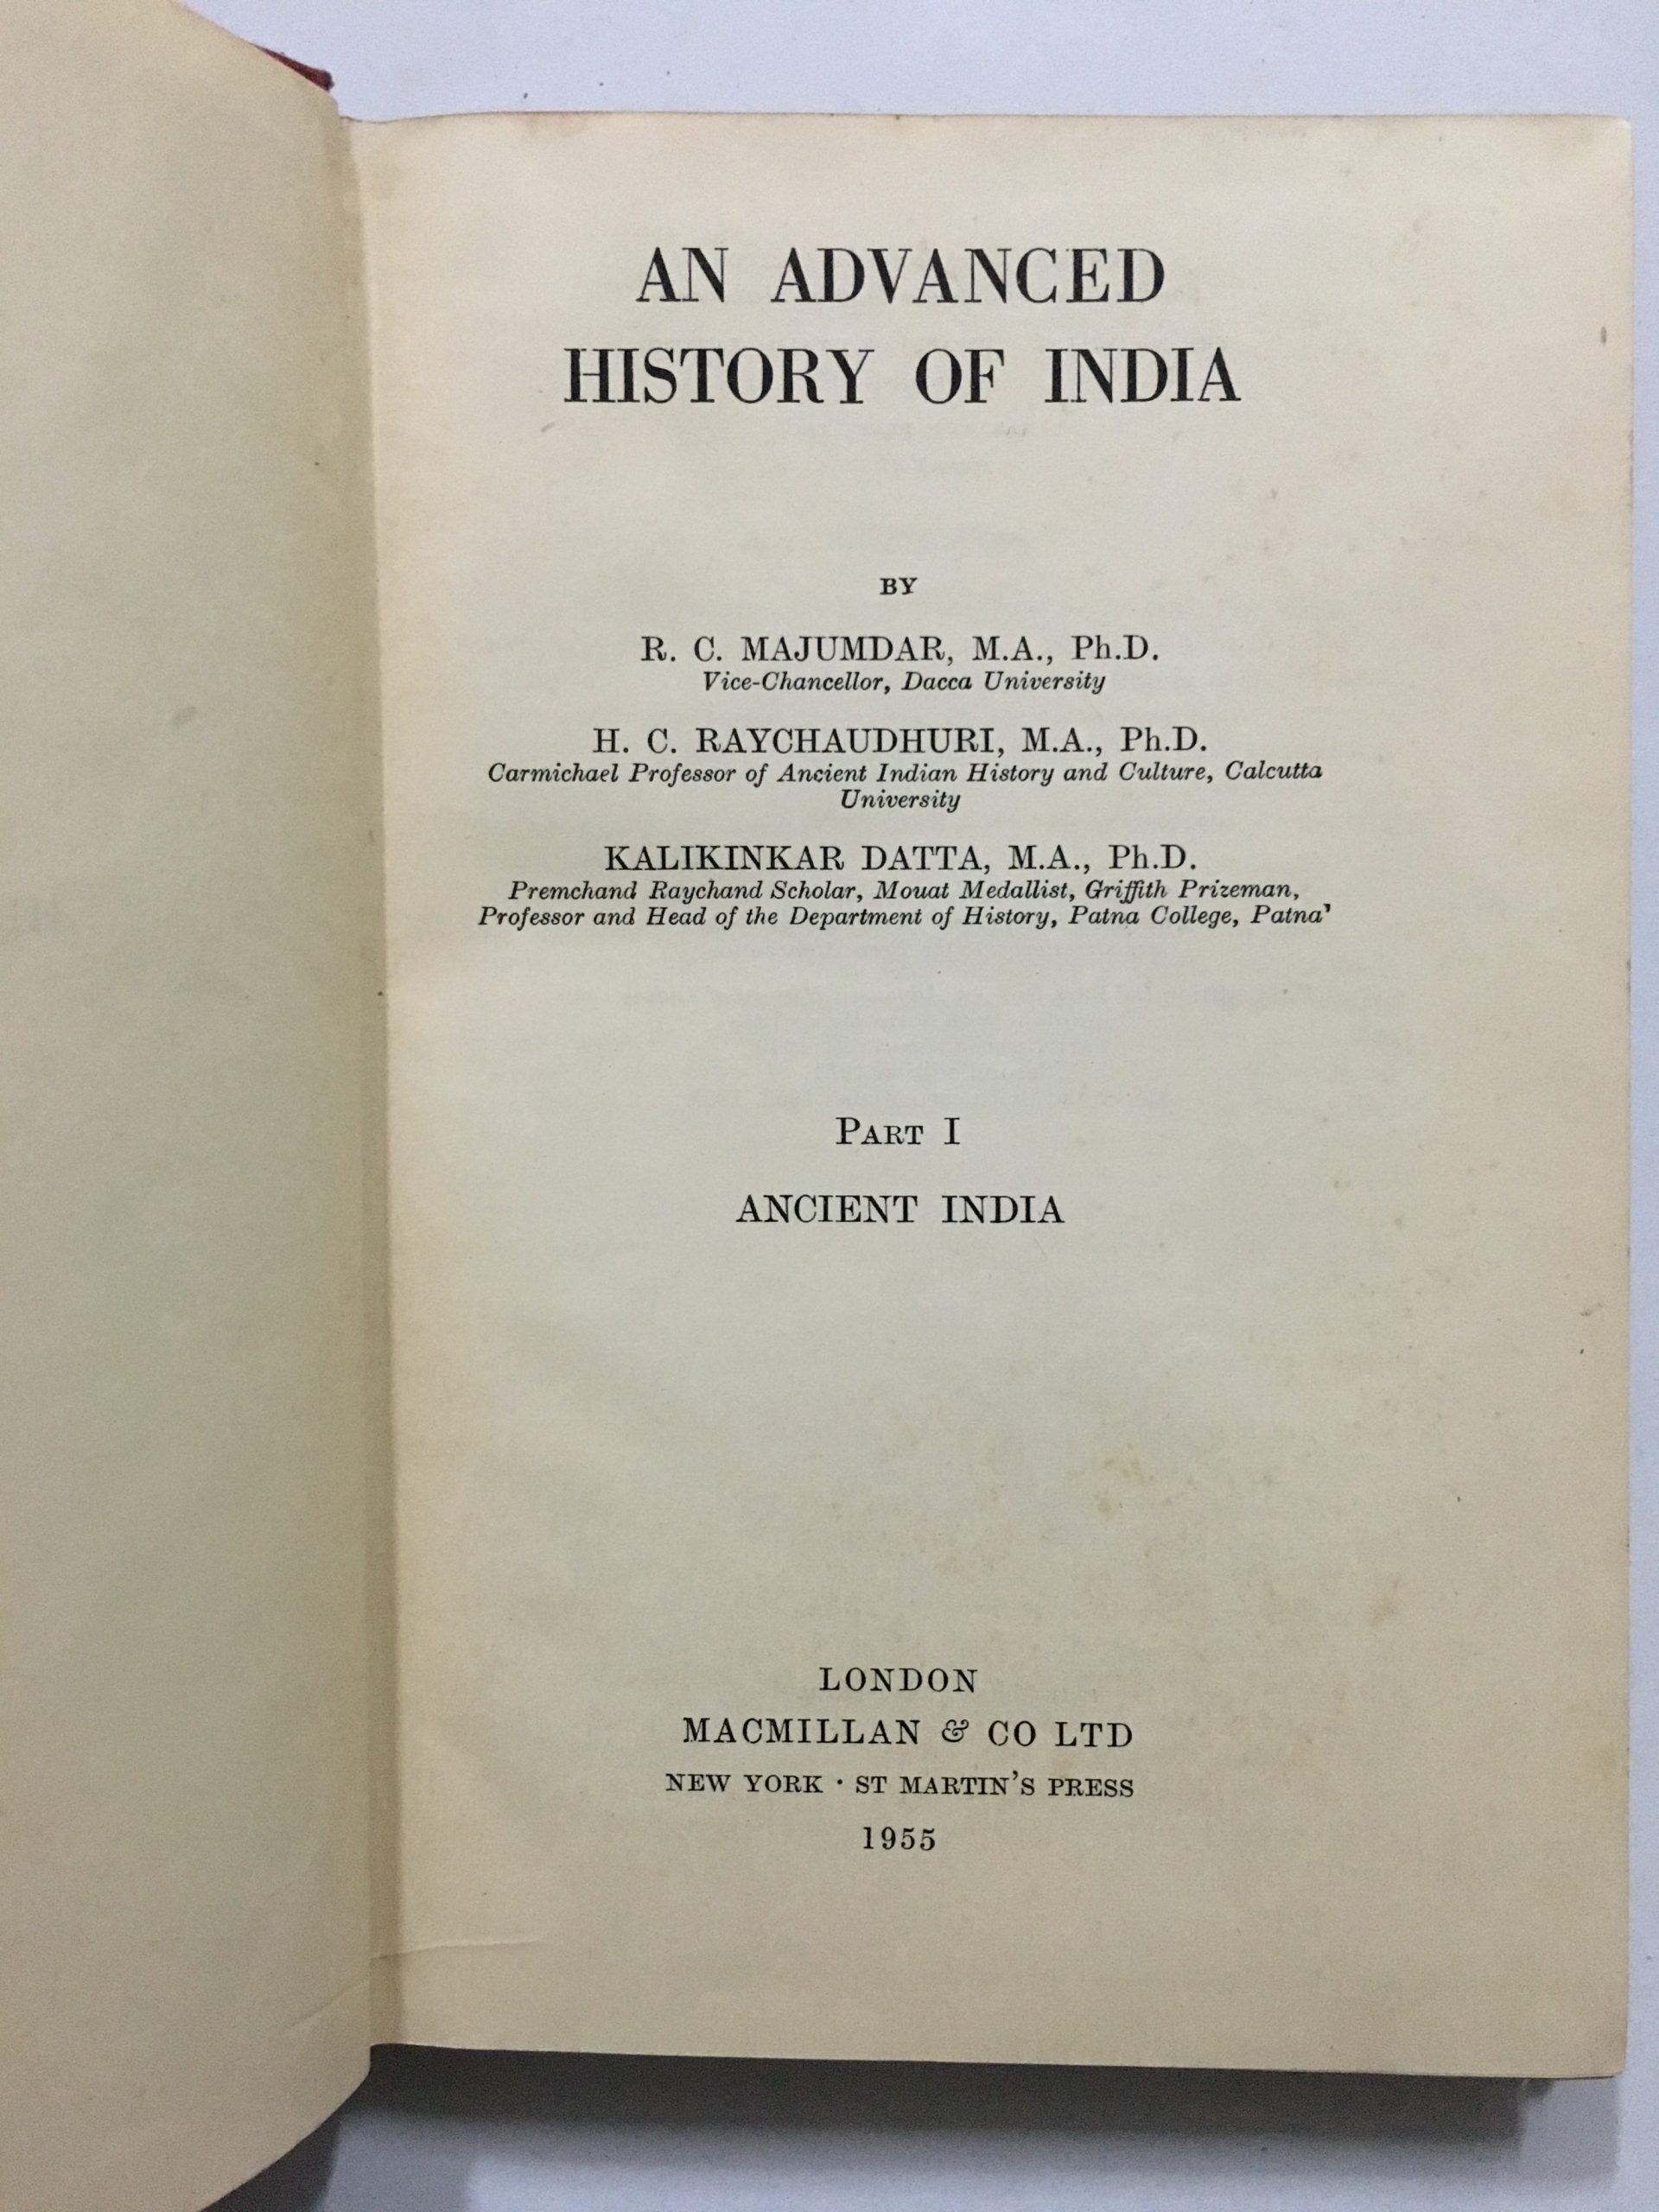 AN ADVANCED
HISTORY OF INDIA
BY
R. C. MAJUMDAR, M.A., Ph.D.
Vice-Chancellor, Dacca University
H. C. RAYCHAUDHURI, M.A., Ph.D.
Carmichael Professor of Ancient Indian History and Culture, Calcutta
University
KALIKINKAR DATTA, M.A., Ph.D.
Premchand Raychand Scholar, Mouat Medallist, Griffith Prizeman,
Professor and Head of the Department of History, Patna College, Patna'
PART I
ANCIENT INDIA
LONDON
MACMILLAN & CO LTD
NEW YORK · ST MARTIN'S PRESS
1955